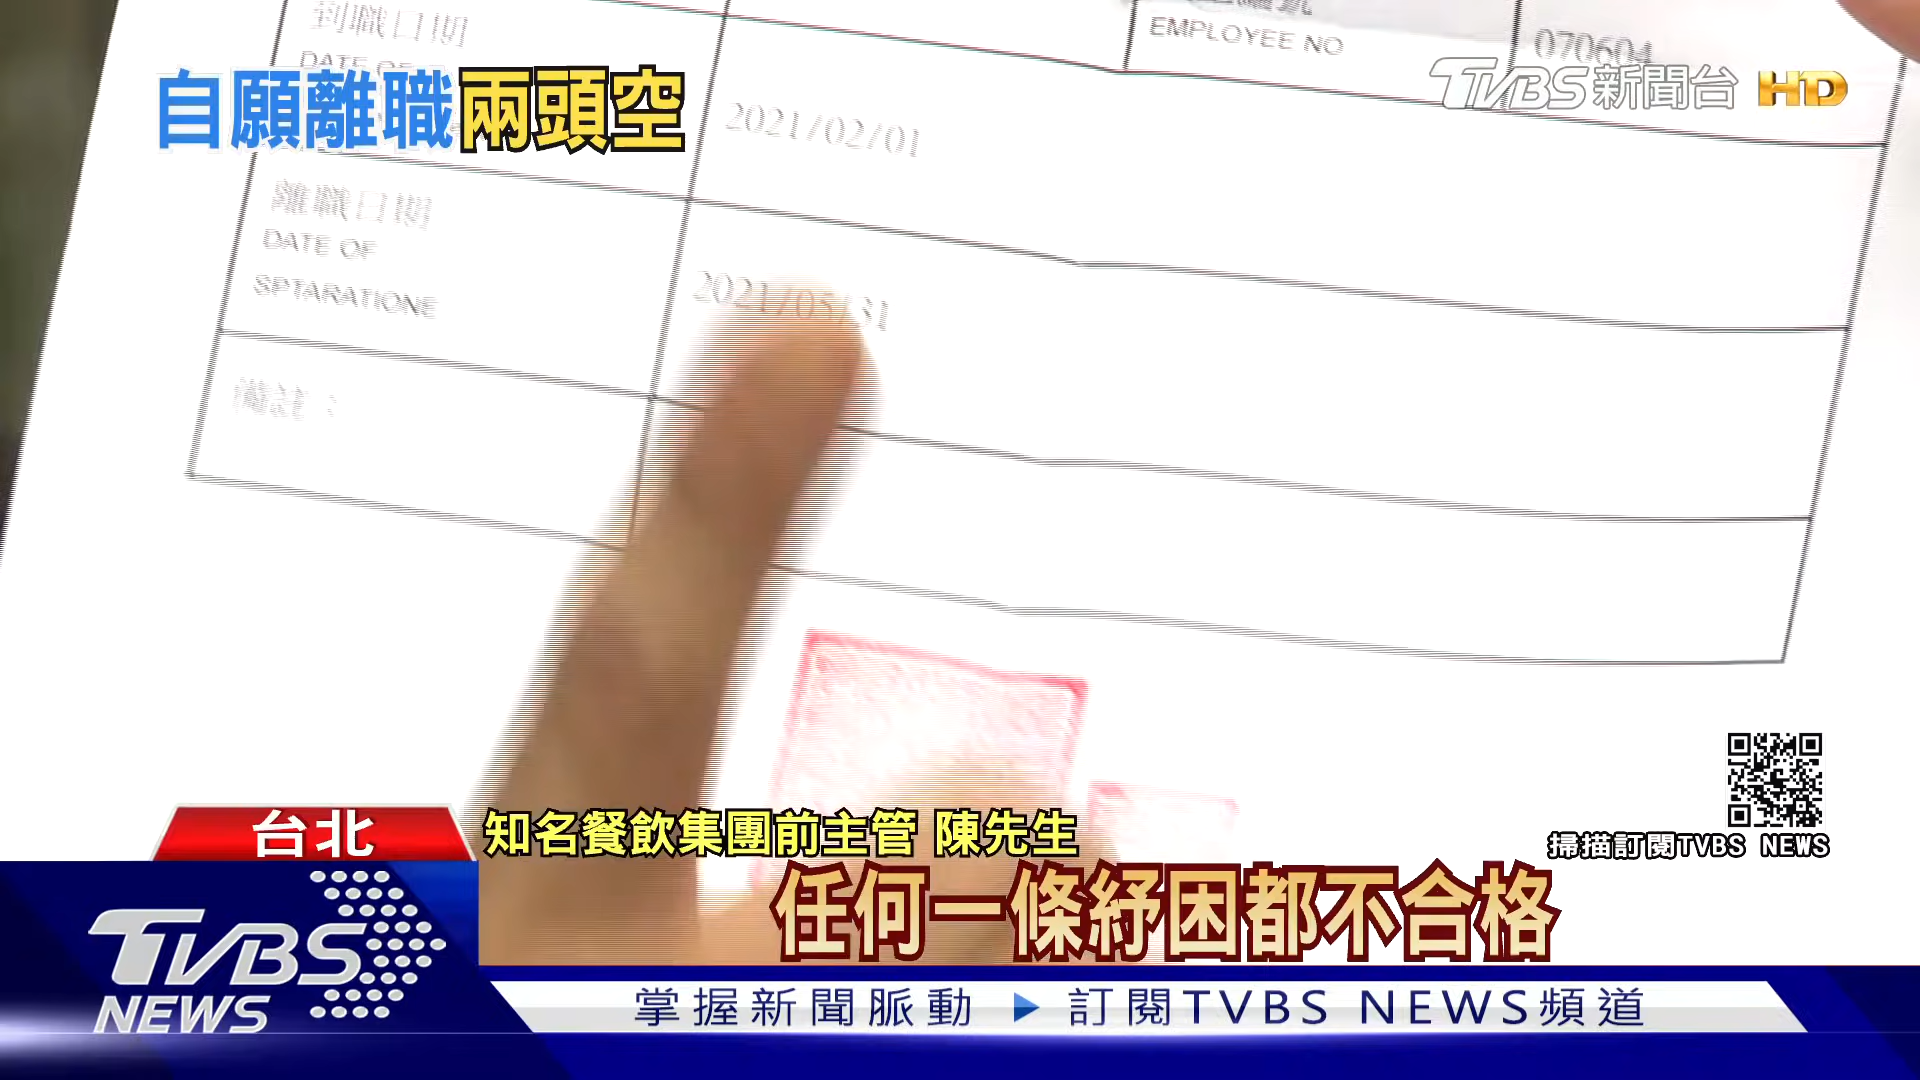 到職日期
EMPLOYEE NO
070604
DATE OF
自願離職兩頭空
2021/02/01
TVBS新聞台 HD
離職日期
DATE OF
SPTARATIONE
2021/05/31
備註：
掃描訂閱TVBS NEWS
台北
知名餐飲集團前主管 陳先生
任何一條紓困都不合格
TVBS
NEWS
掌握新聞脈動 ▶ 訂閱TVBS NEWS頻道